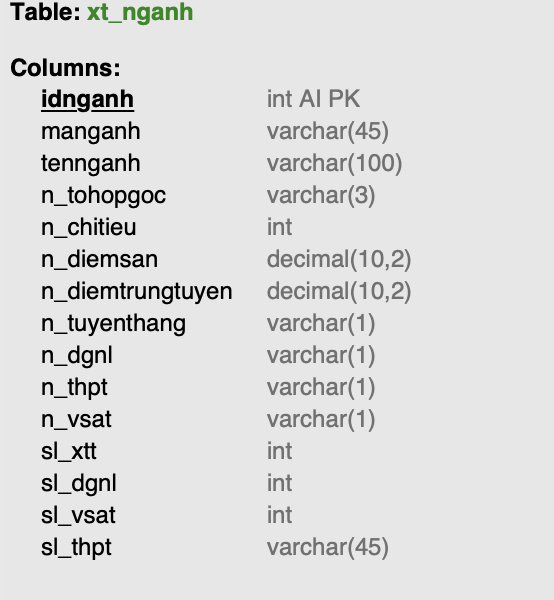 Table: xt_nganh
Columns:
idnganh int AI PK
manganh varchar(45)
tennganh varchar(100)
n_tohopgoc varchar(3)
n_chitieu int
n_diemsan decimal(10,2)
n_diemtrungtuyen decimal(10,2)
n_tuyenthang varchar(1)
n_dgnl varchar(1)
n_thpt varchar(1)
n_vsat varchar(1)
sl_xtt int
sl_dgnl int
sl_vsat int
sl_thpt varchar(45)